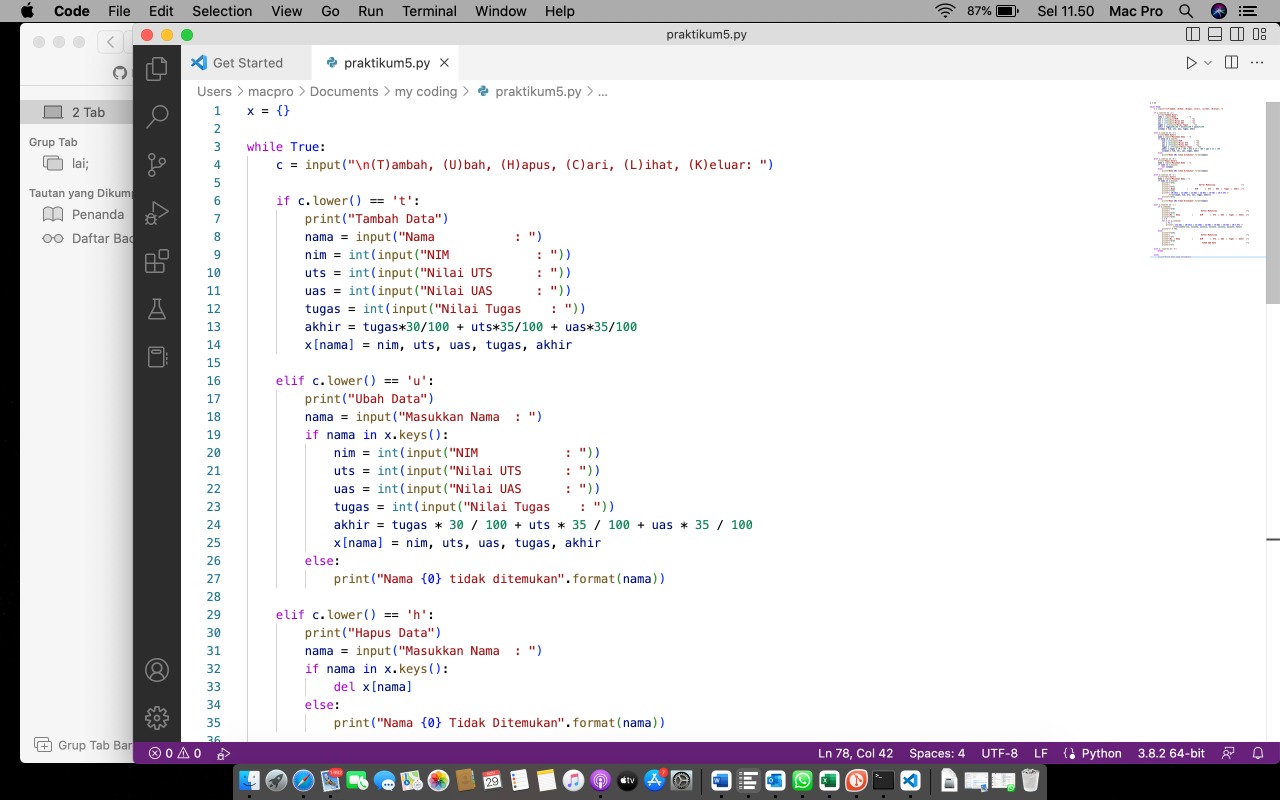 Code File Edit Selection View Go Run Terminal Window Help 87% Sel 11.50 Mac Pro
praktikum5.py
Get Started praktikum5.py
2 Tab
Grup Tab
lai;
Tautan yang Dikump
Penanda
Daftar Bac
Grup Tab Bar
Users > macpro > Documents > my coding > praktikum5.py > ...
1 x = {}
2
3 while True:
4     c = input("\n(T)ambah, (U)bah, (H)apus, (C)ari, (L)ihat, (K)eluar: ")
5
6     if c.lower() == 't':
7         print("Tambah Data")
8         nama = input("Nama           : ")
9         nim = int(input("NIM            : "))
10         uts = int(input("Nilai UTS      : "))
11         uas = int(input("Nilai UAS      : "))
12         tugas = int(input("Nilai Tugas    : "))
13         akhir = tugas*30/100 + uts*35/100 + uas*35/100
14         x[nama] = nim, uts, uas, tugas, akhir
15
16     elif c.lower() == 'u':
17         print("Ubah Data")
18         nama = input("Masukkan Nama  : ")
19         if nama in x.keys():
20             nim = int(input("NIM            : "))
21             uts = int(input("Nilai UTS      : "))
22             uas = int(input("Nilai UAS      : "))
23             tugas = int(input("Nilai Tugas    : "))
24             akhir = tugas * 30 / 100 + uts * 35 / 100 + uas * 35 / 100
25             x[nama] = nim, uts, uas, tugas, akhir
26         else:
27             print("Nama {0} tidak ditemukan".format(nama))
28
29     elif c.lower() == 'h':
30         print("Hapus Data")
31         nama = input("Masukkan Nama  : ")
32         if nama in x.keys():
33             del x[nama]
34         else:
35             print("Nama {0} Tidak Ditemukan".format(nama))
36
0 0 Ln 78, Col 42 Spaces: 4 UTF-8 LF Python 3.8.2 64-bit
29
tv